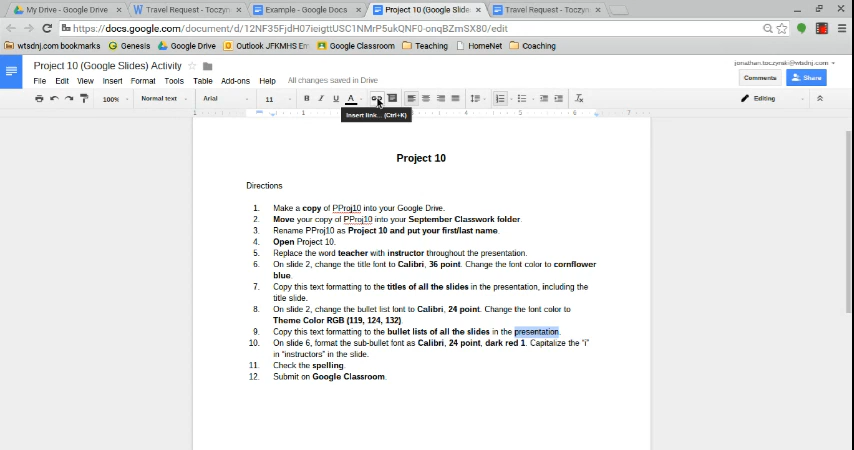 My Drive - Google Drive
Travel Request - Toczyn
Example - Google Docs
Project 10 (Google Slide
Travel Request - Toczyn
https://docs.google.com/document/d/12NF35FjdH07ieigttUSC1NMrP5ukQNF0-onqBZmSX80/edit
wtsdnj.com bookmarks
Genesis
Google Drive
Outlook JFKMHS Em
Google Classroom
Teaching
HomeNet
Coaching
Project 10 (Google Slides) Activity
jonathan.toczynski@wtsdnj.com
File Edit View Insert Format Tools Table Add-ons Help All changes saved in Drive
Comments
Share
100% Normal text Arial 11 B I U A
Editing
Insert link... (Ctrl+K)
1 1 2 3 4 5 6 7
Project 10
Directions
1. Make a copy of PProj10 into your Google Drive.
2. Move your copy of PProj10 into your September Classwork folder.
3. Rename PProj10 as Project 10 and put your first/last name.
4. Open Project 10.
5. Replace the word teacher with instructor throughout the presentation.
6. On slide 2, change the title font to Calibri, 36 point. Change the font color to cornflower
blue.
7. Copy this text formatting to the titles of all the slides in the presentation, including the
title slide.
8. On slide 2, change the bullet list font to Calibri, 24 point. Change the font color to
Theme Color RGB (119, 124, 132)
9. Copy this text formatting to the bullet lists of all the slides in the presentation.
10. On slide 6, format the sub-bullet font as Calibri, 24 point, dark red 1. Capitalize the “i”
in “instructors” in the slide.
11. Check the spelling.
12. Submit on Google Classroom.